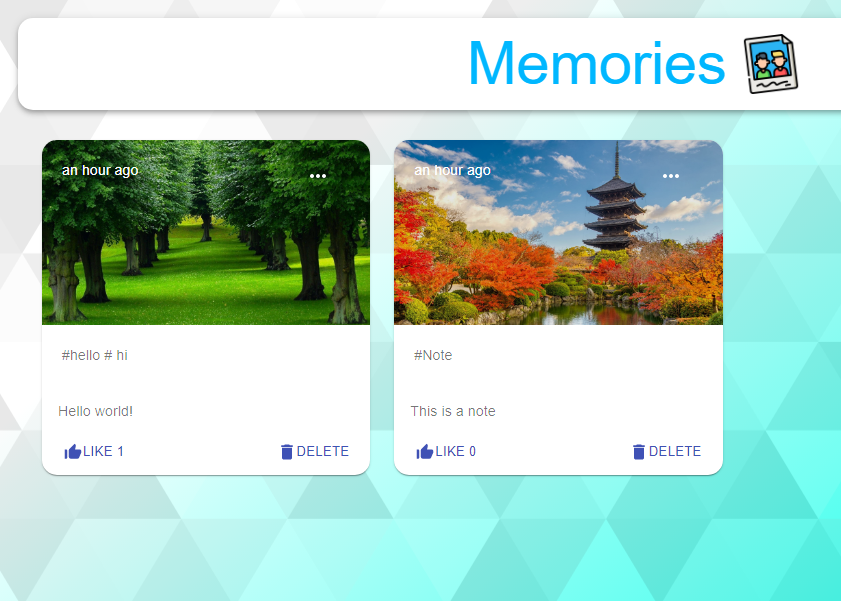 Memories
an hour ago
#hello # hi
Hello world!
LIKE 1
DELETE
an hour ago
#Note
This is a note
LIKE 0
DELETE